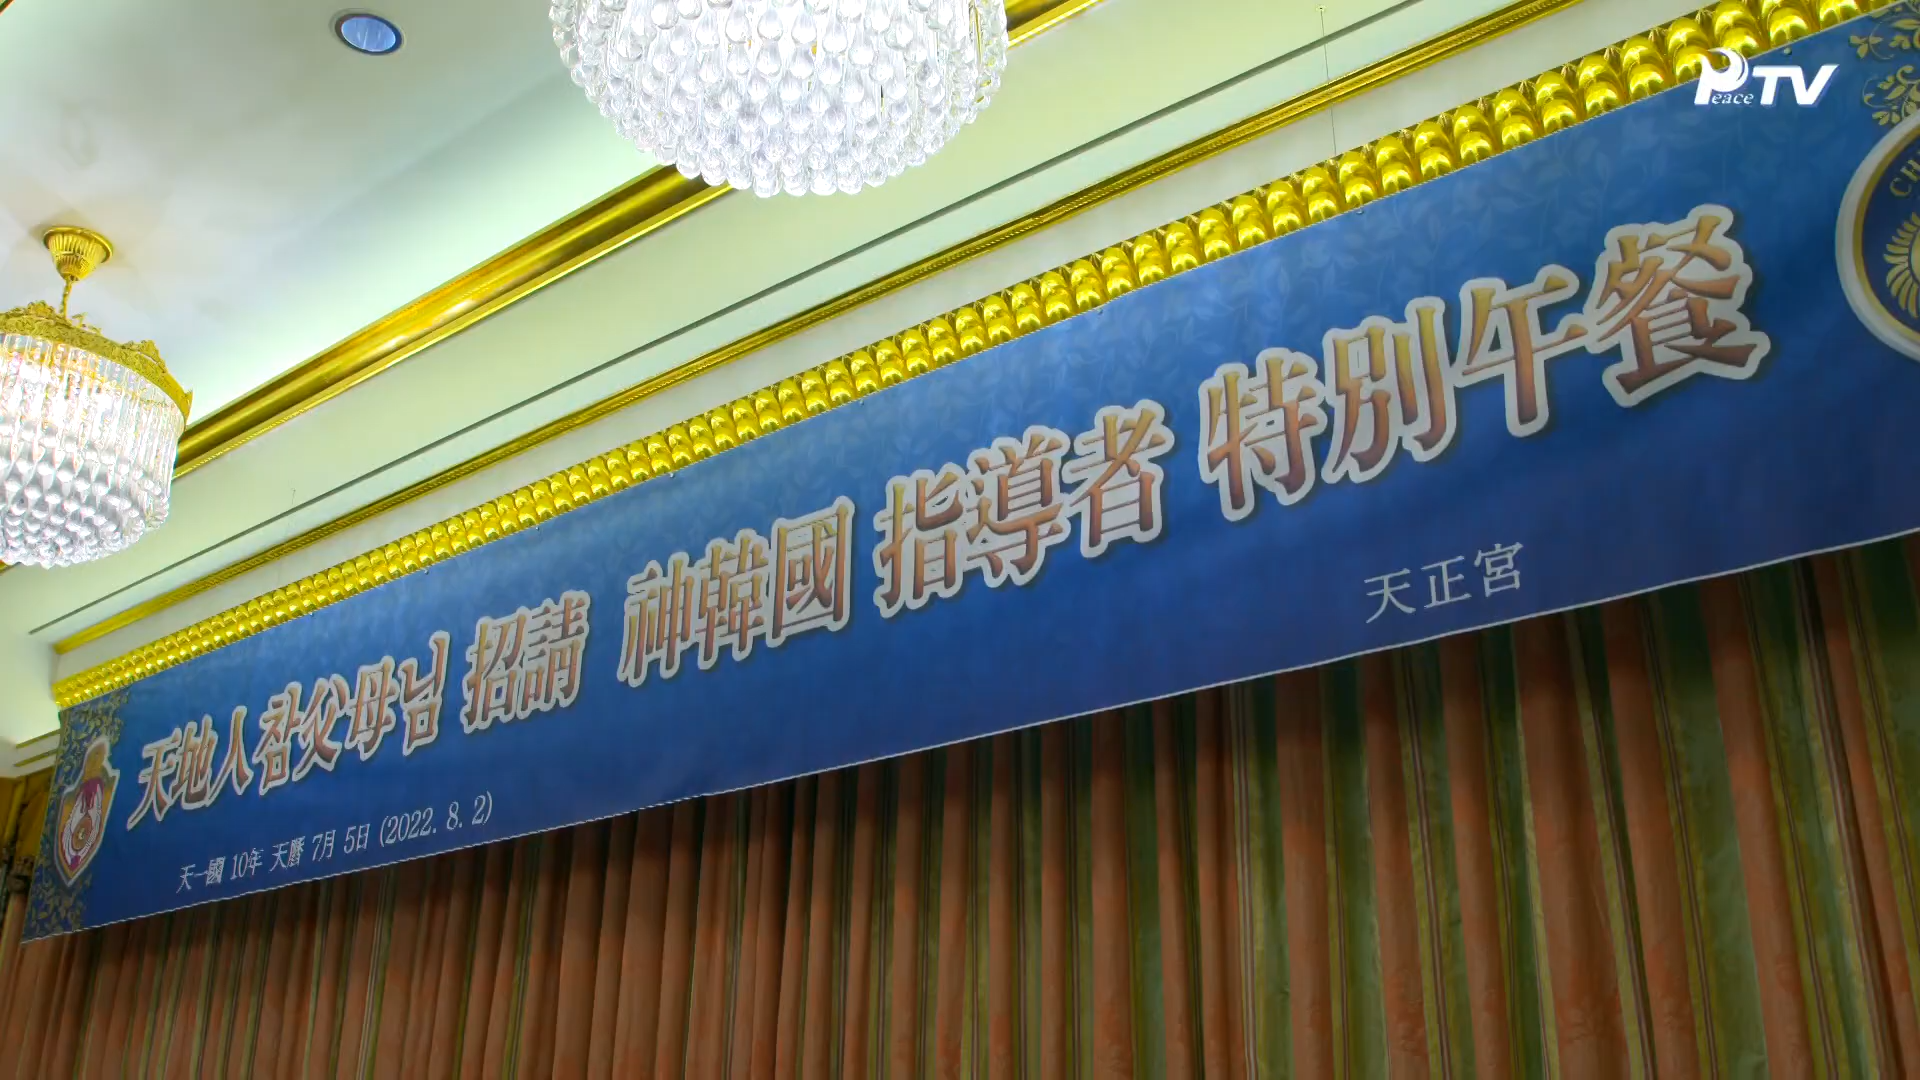 Peace TV
天地人참父母님 招請 神韓國 指導者 特別午餐
天正宮
天一國 10年 天曆 7月 5日 (2022. 8. 2)
CH